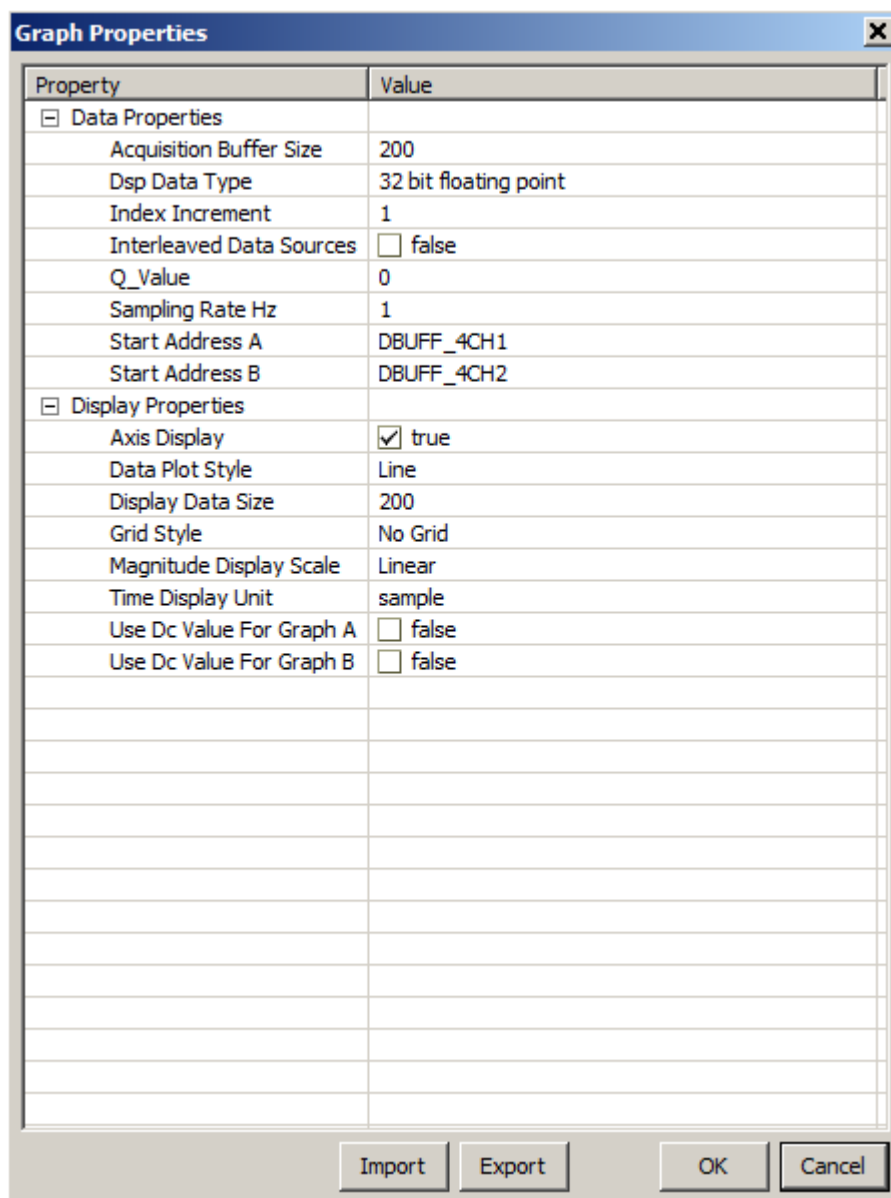 Graph Properties
Property Value
Data Properties
Acquisition Buffer Size 200
Dsp Data Type 32 bit floating point
Index Increment 1
Interleaved Data Sources false
Q_Value 0
Sampling Rate Hz 1
Start Address A DBUFF_4CH1
Start Address B DBUFF_4CH2
Display Properties
Axis Display true
Data Plot Style Line
Display Data Size 200
Grid Style No Grid
Magnitude Display Scale Linear
Time Display Unit sample
Use Dc Value For Graph A false
Use Dc Value For Graph B false
Import Export OK Cancel